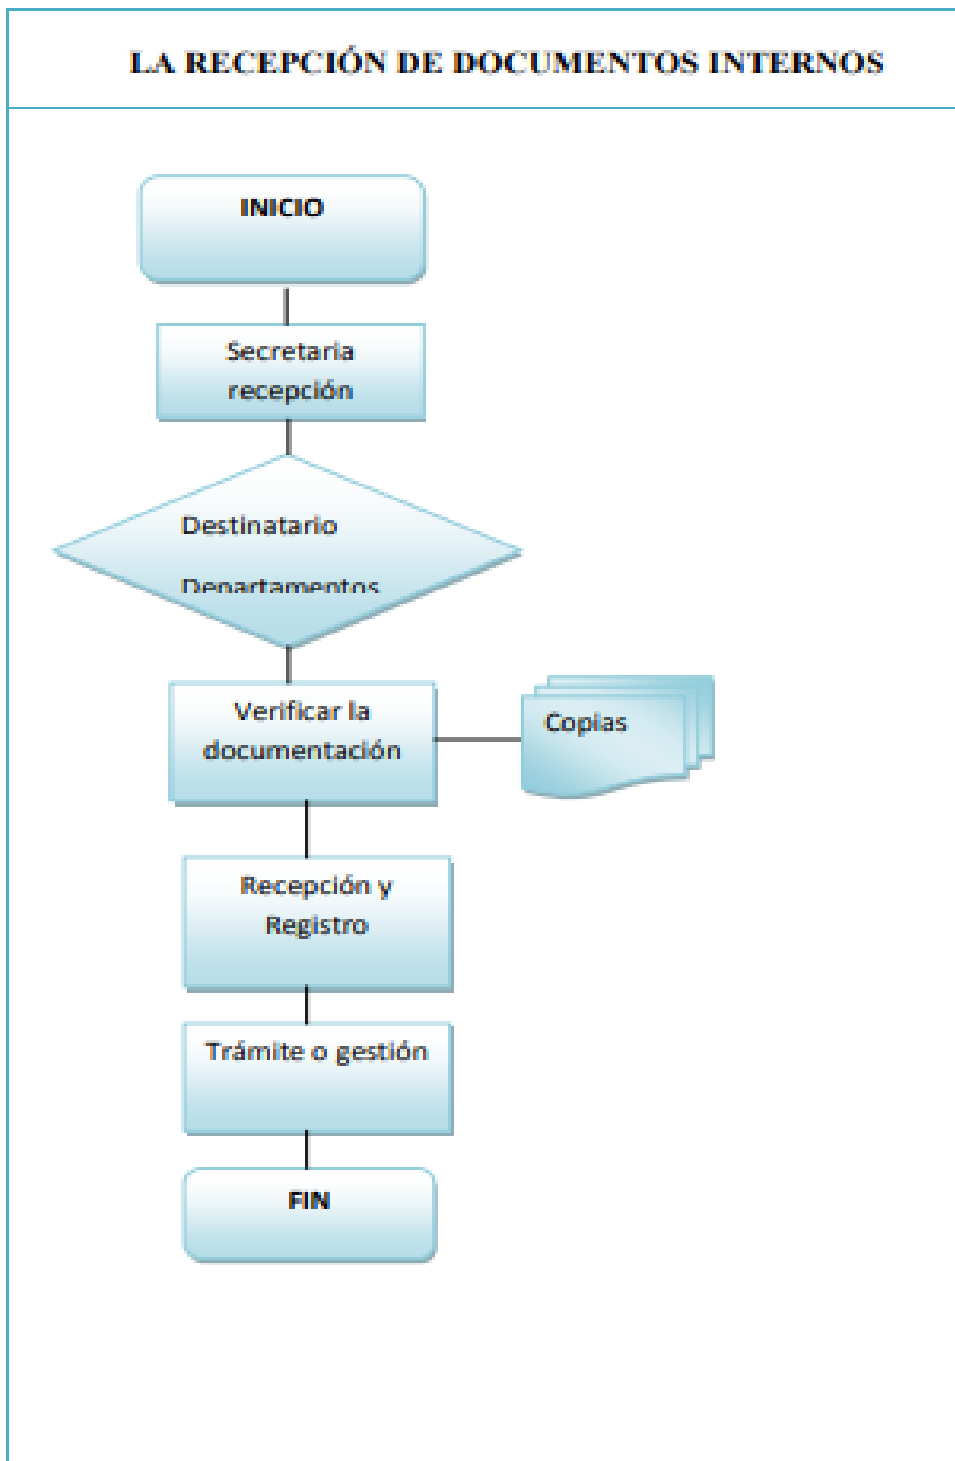 LA RECEPCIÓN DE DOCUMENTOS INTERNOS
INICIO
Secretaria
recepción
Destinatario
Departamentos
Verificar la
documentación
Copias
Recepción y
Registro
Trámite o gestión
FIN